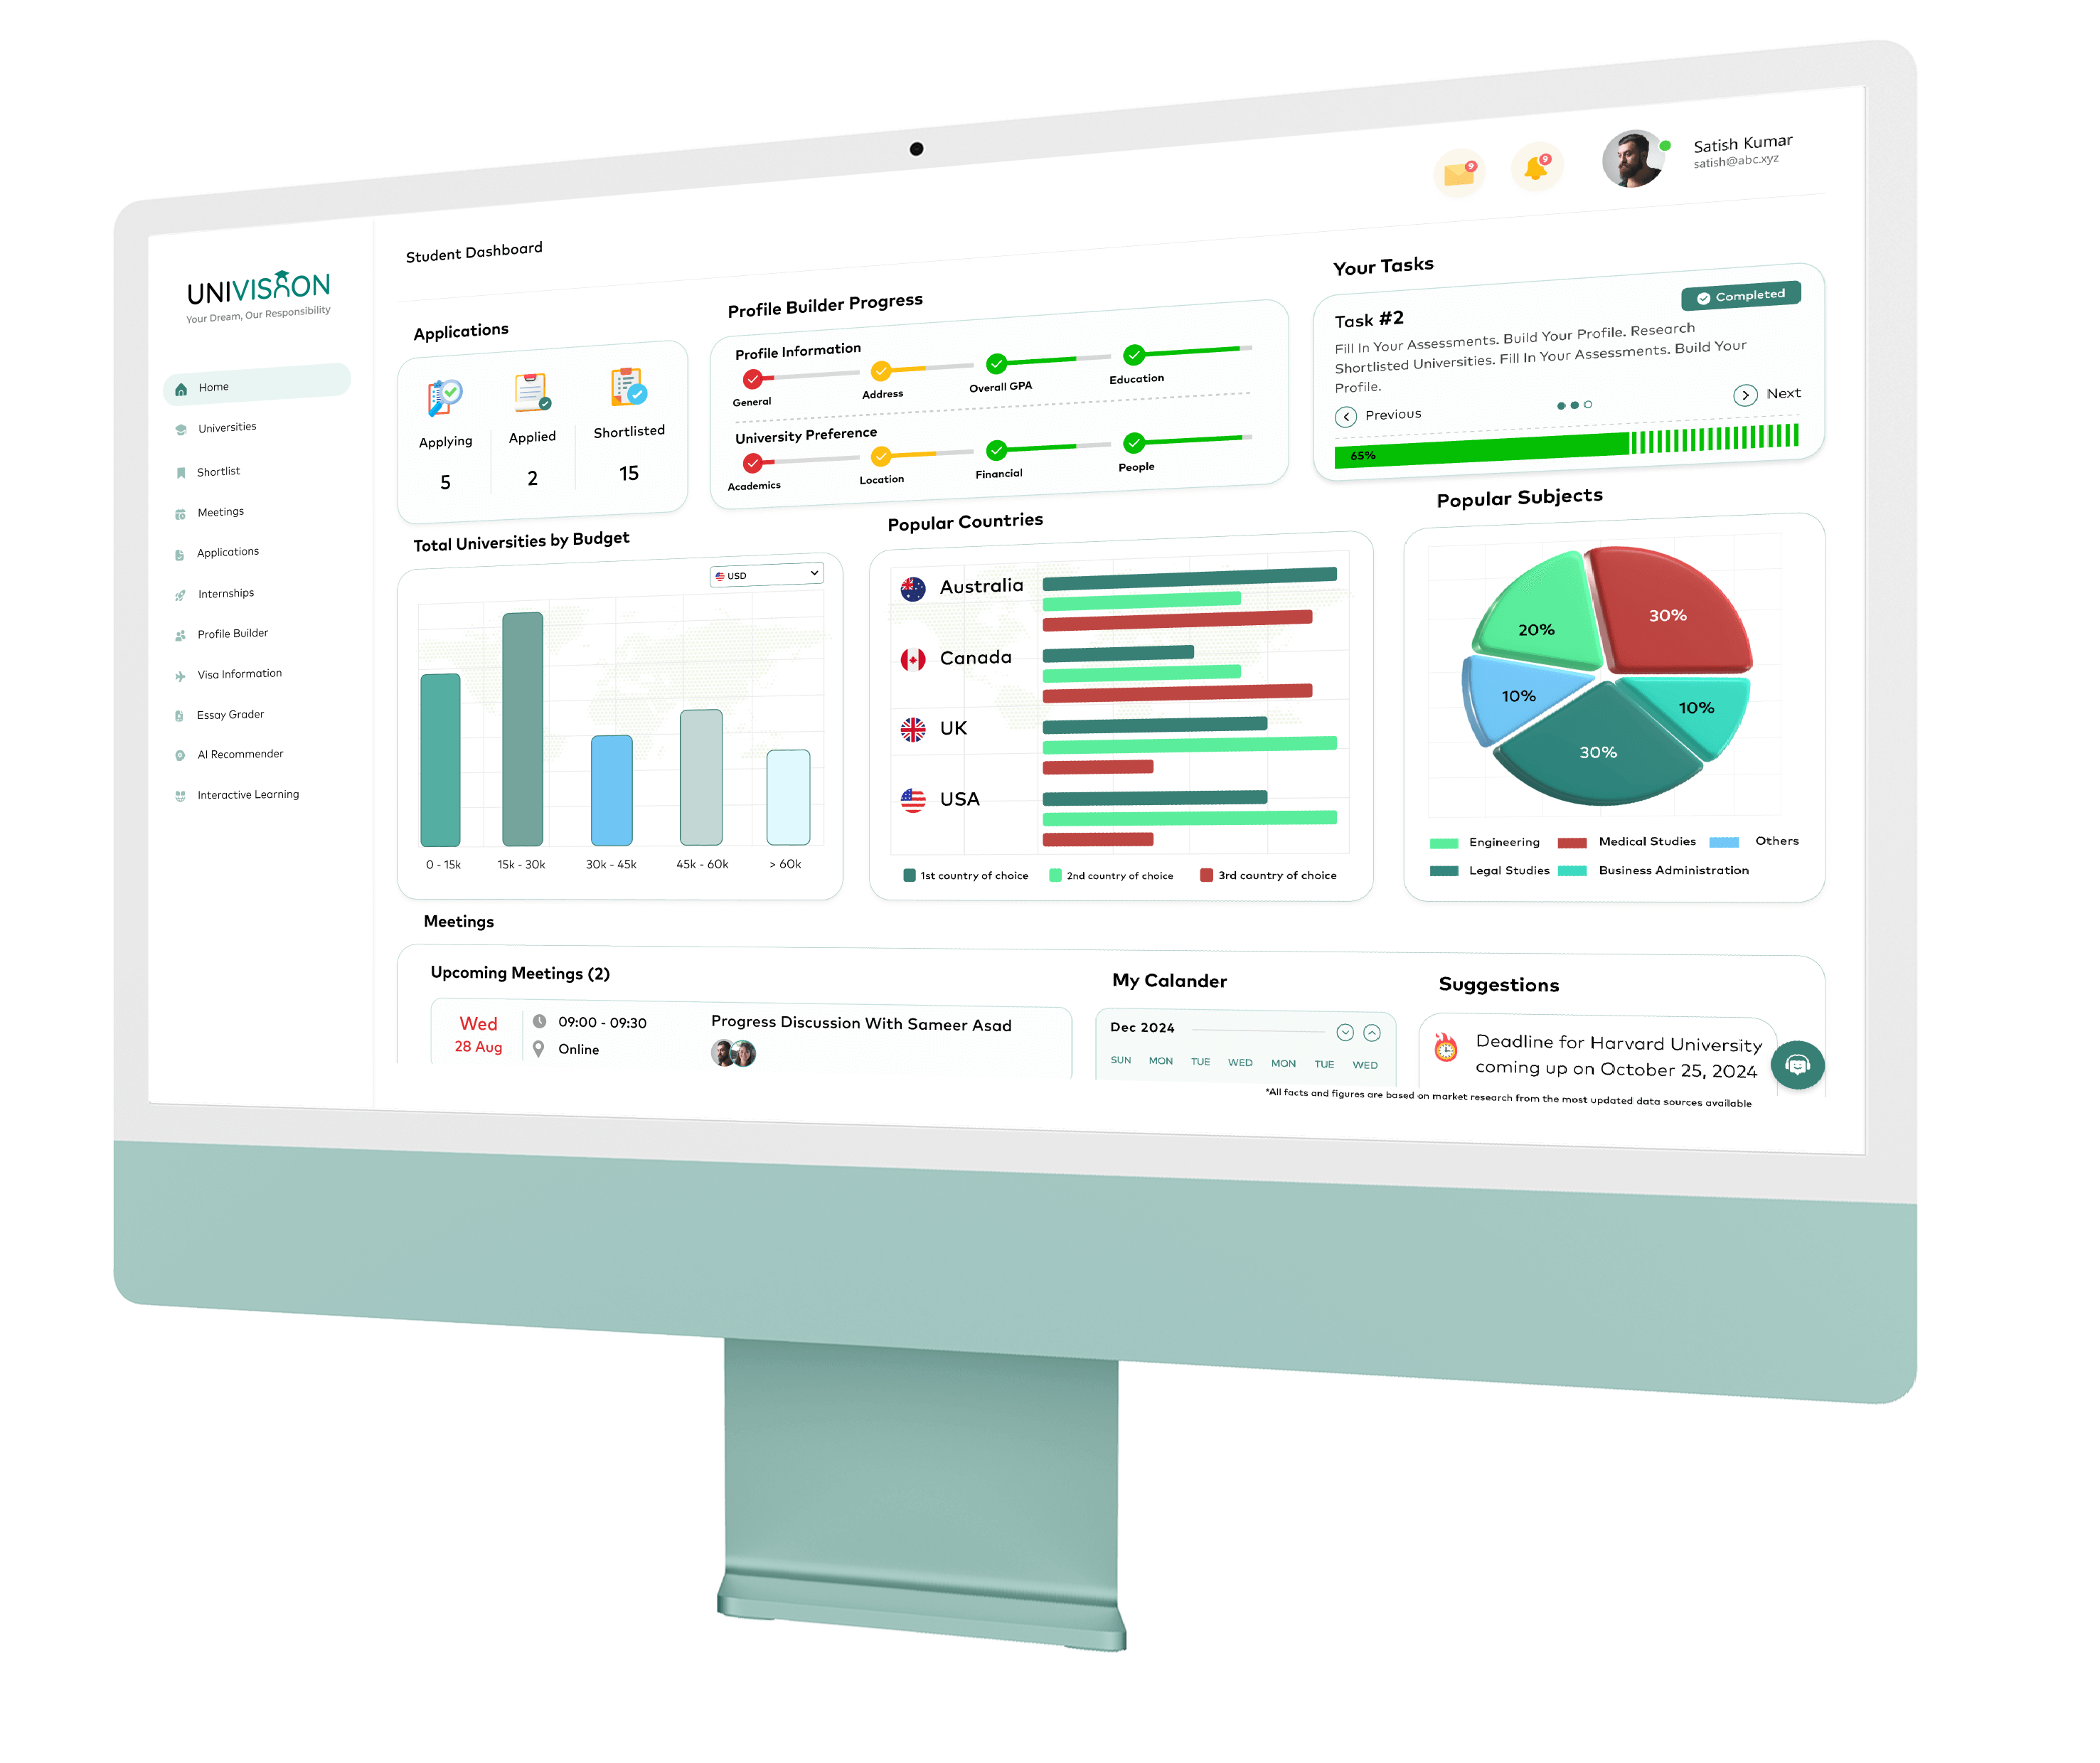 Satish Kumar
satish@abc.xyz
9
9
UNIVISION
Your Dream, Our Responsibility
Home
Universities
Shortlist
Meetings
Applications
Internships
Profile Builder
Visa Information
Essay Grader
AI Recommender
Interactive Learning
Student Dashboard
Applications
Applying
5
Applied
2
Shortlisted
15
Profile Builder Progress
Profile Information
General
Address
Overall GPA
Education
University Preference
Academics
Location
Financial
People
Your Tasks
Completed
Task #2
Fill In Your Assessments. Build Your Profile. Research
Shortlisted Universities. Fill In Your Assessments. Build Your
Profile.
Previous
Next
65%
Total Universities by Budget
USD
0 - 15k
15k - 30k
30k - 45k
45k - 60k
> 60k
Popular Countries
Australia
Canada
UK
USA
1st country of choice
2nd country of choice
3rd country of choice
Popular Subjects
20%
30%
10%
10%
30%
Engineering
Medical Studies
Others
Legal Studies
Business Administration
Meetings
Upcoming Meetings (2)
Wed
28 Aug
09:00 - 09:30
Online
Progress Discussion With Sameer Asad
My Calander
Dec 2024
SUN MON TUE WED MON TUE WED
Suggestions
Deadline for Harvard University
coming up on October 25, 2024
*All facts and figures are based on market research from the most updated data sources available